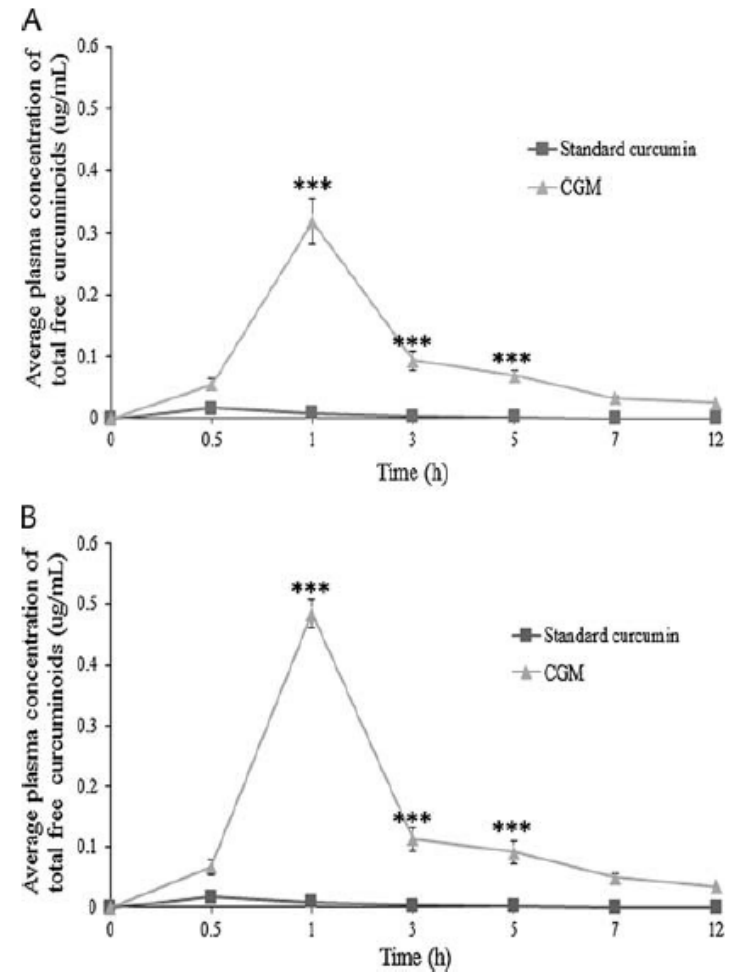 A
Average plasma concentration of
total free curcuminoids (ug/mL)
0.6
0.5
0.4
0.3
0.2
0.1
0
***
***
***
Standard curcumin
CGM
0 0.5 1 3 5 7 12
Time (h)
B
Average plasma concentration of
total free curcuminoids (ug/mL)
0.6
0.5
0.4
0.3
0.2
0.1
0
***
***
***
Standard curcumin
CGM
0 0.5 1 3 5 7 12
Time (h)